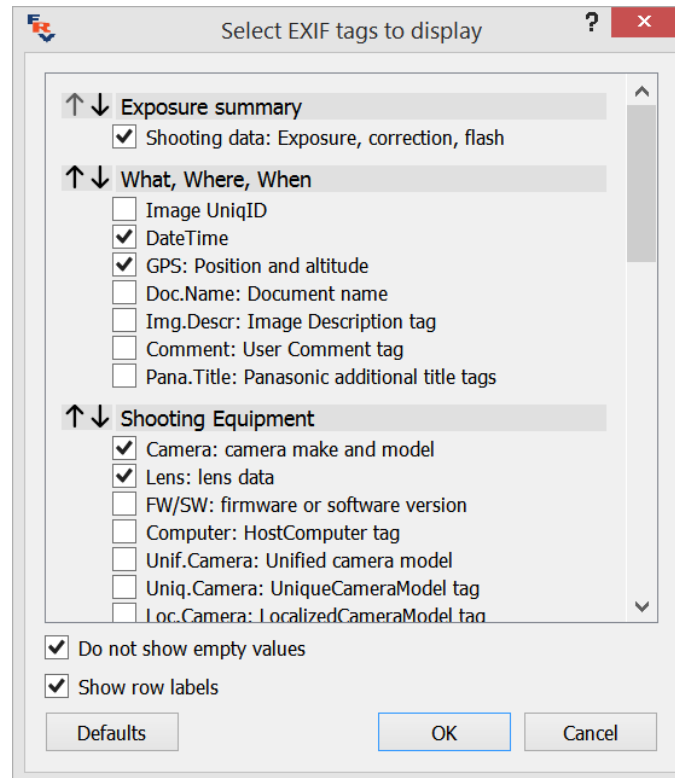 FRV
Select EXIF tags to display
?
Exposure summary
Shooting data: Exposure, correction, flash
What, Where, When
Image UniqID
DateTime
GPS: Position and altitude
Doc.Name: Document name
Img.Descr: Image Description tag
Comment: User Comment tag
Pana.Title: Panasonic additional title tags
Shooting Equipment
Camera: camera make and model
Lens: lens data
FW/SW: firmware or software version
Computer: HostComputer tag
Unif.Camera: Unified camera model
Uniq.Camera: UniqueCameraModel tag
Loc.Camera: LocalizedCameraModel tag
Do not show empty values
Show row labels
Defaults
OK
Cancel